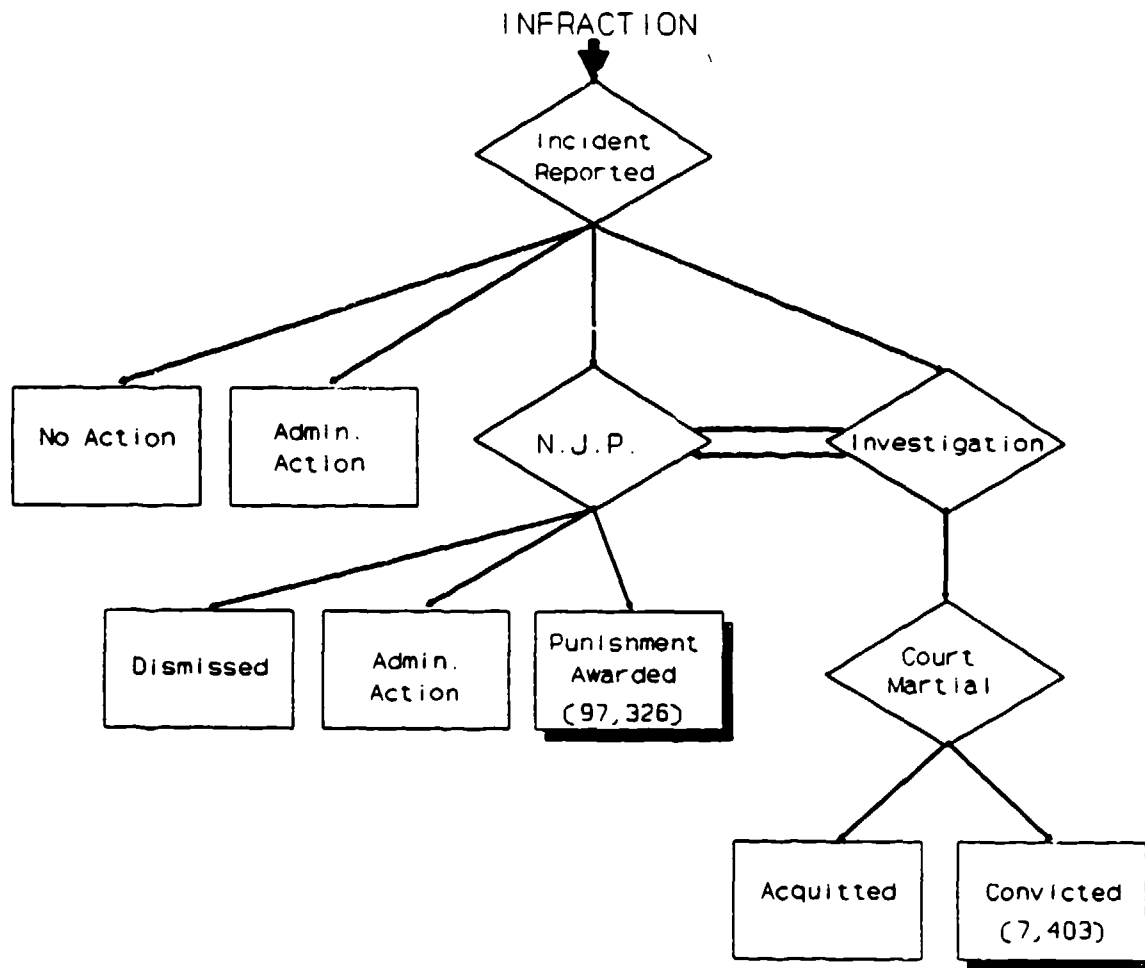 INFRACTION
Incident
Reported
No Action
Admin.
Action
N.J.P.
Investigation
Dismissed
Admin.
Action
Punishment
Awarded
(97,326)
Court
Martial
Acquitted
Convicted
(7,403)